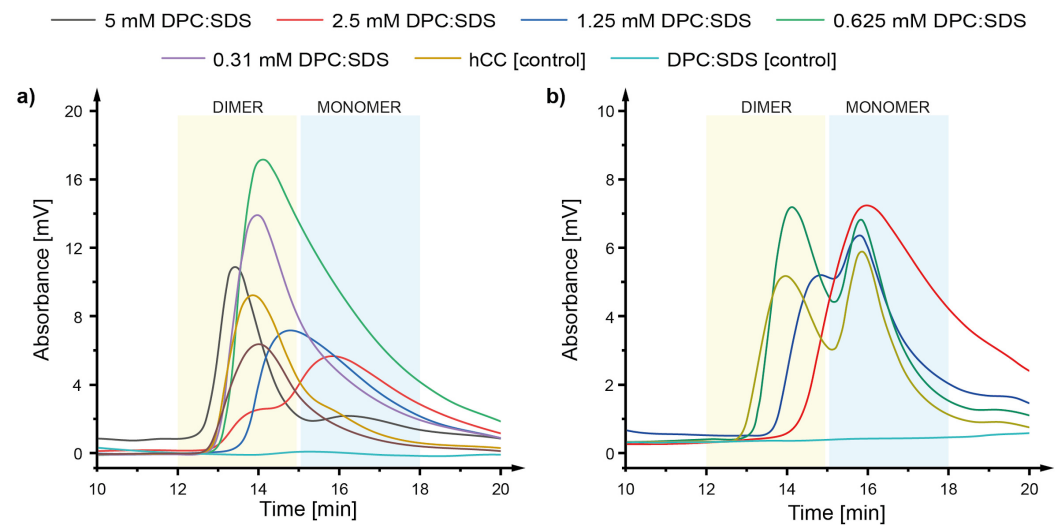 5 mM DPC:SDS 2.5 mM DPC:SDS 1.25 mM DPC:SDS 0.625 mM DPC:SDS
0.31 mM DPC:SDS hCC [control] DPC:SDS [control]
a)
DIMER MONOMER
20
16
12
8
4
0
Absorbance [mV]
10 12 14 16 18 20
Time [min]
b)
DIMER MONOMER
10
8
6
4
2
0
Absorbance [mV]
10 12 14 16 18 20
Time [min]